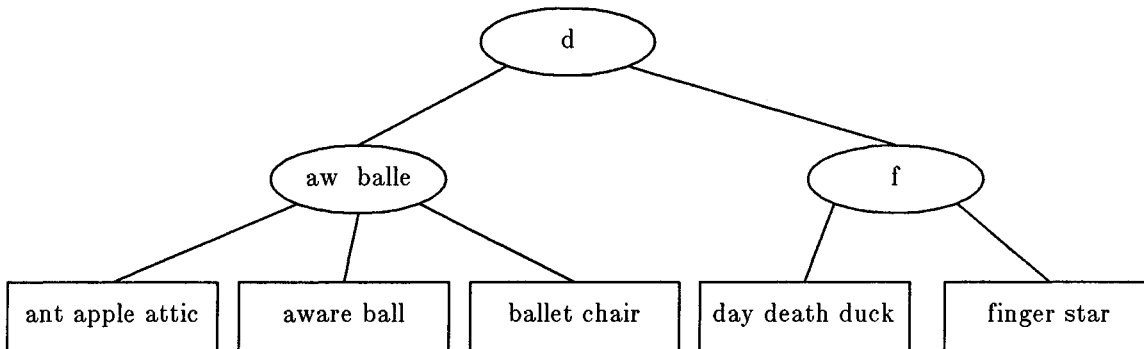 d
aw balle
f
ant apple attic
aware ball
ballet chair
day death duck
finger star